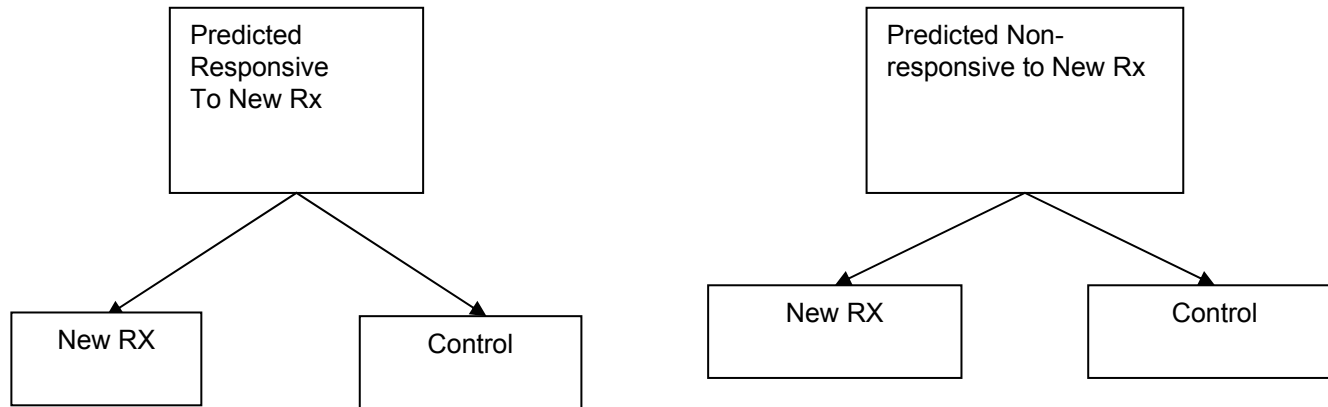 Predicted
Responsive
To New Rx
Predicted Non-
responsive to New Rx
New RX
Control
New RX
Control